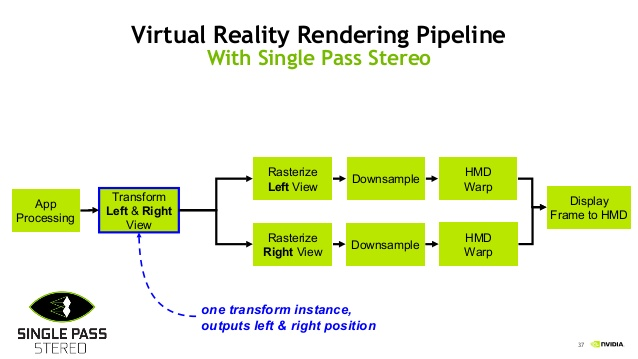 Virtual Reality Rendering Pipeline
With Single Pass Stereo
App
Processing
Transform
Left & Right
View
Rasterize
Left View
Downsample
HMD
Warp
Rasterize
Right View
Downsample
HMD
Warp
Display
Frame to HMD
one transform instance,
outputs left & right position
SINGLE PASS
STEREO
37
NVIDIA.